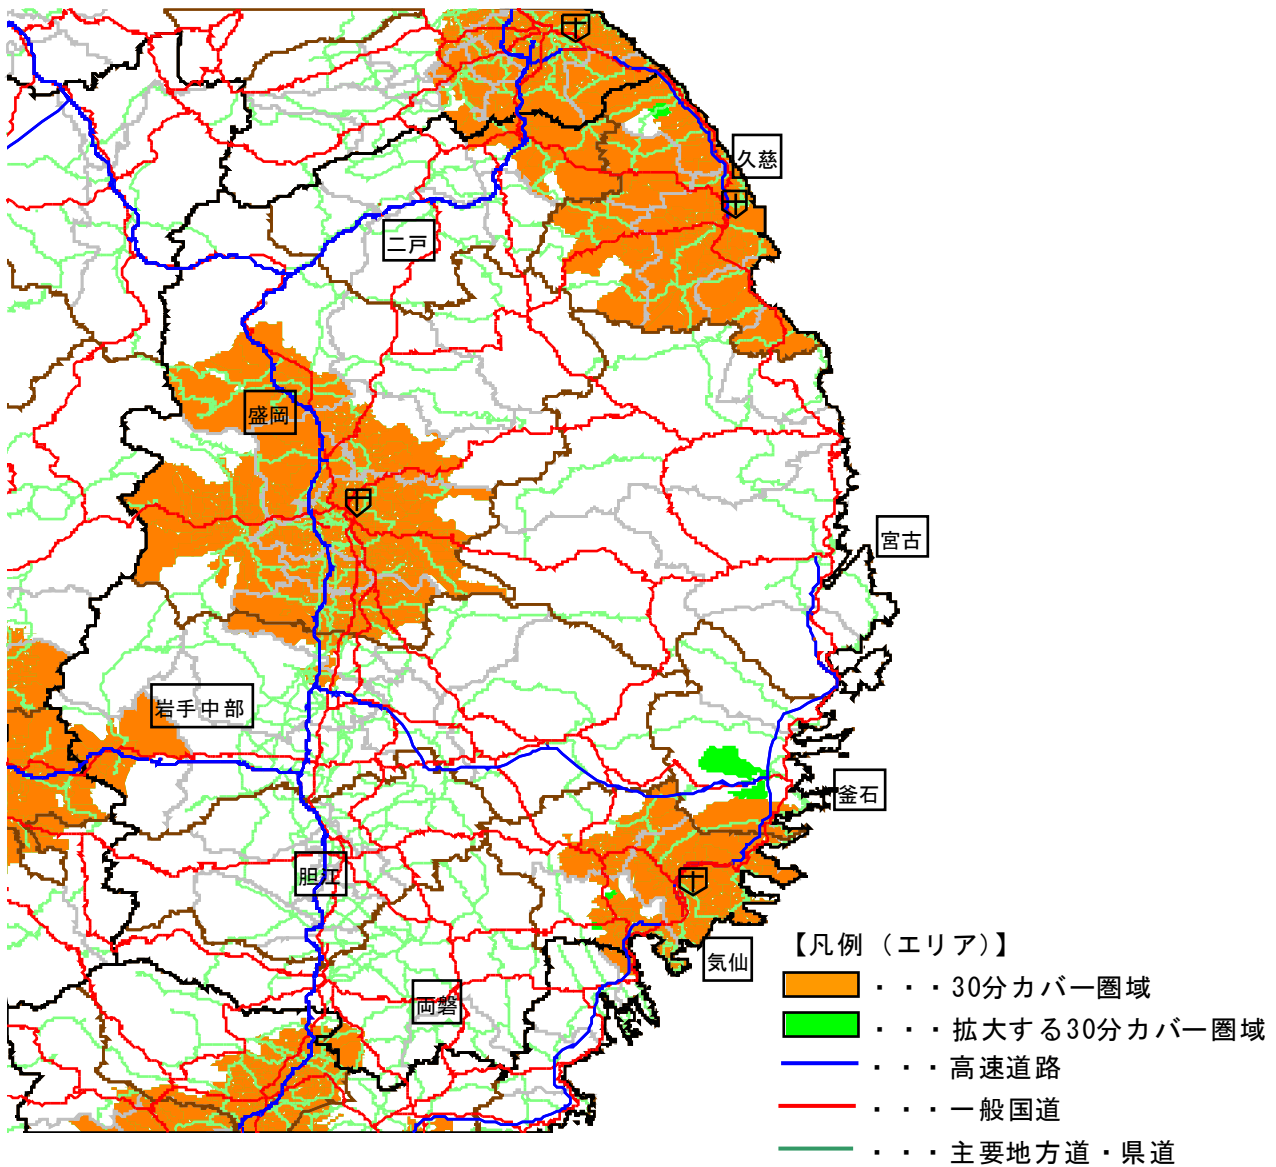 久慈
二戸
盛岡
宮古
岩手中部
釜石
胆江
気仙
両磐
【凡例（エリア）】
・・・30分カバー圏域
・・・拡大する30分カバー圏域
・・・高速道路
・・・一般国道
・・・主要地方道・県道